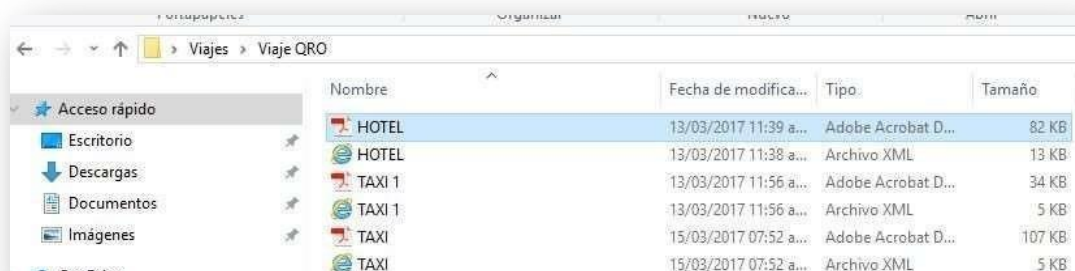 Portapapeles Organizar Nuevo Abrir
Viajes > Viaje QRO
Nombre Fecha de modifica... Tipo Tamaño
Acceso rápido
HOTEL 13/03/2017 11:39 a... Adobe Acrobat D... 82 KB
Escritorio
HOTEL 13/03/2017 11:38 a... Archivo XML 13 KB
Descargas
TAXI 1 13/03/2017 11:56 a... Adobe Acrobat D... 34 KB
Documentos
TAXI 1 13/03/2017 11:56 a... Archivo XML 5 KB
Imágenes
TAXI 15/03/2017 07:52 a... Adobe Acrobat D... 107 KB
TAXI 15/03/2017 07:52 a... Archivo XML 5 KB